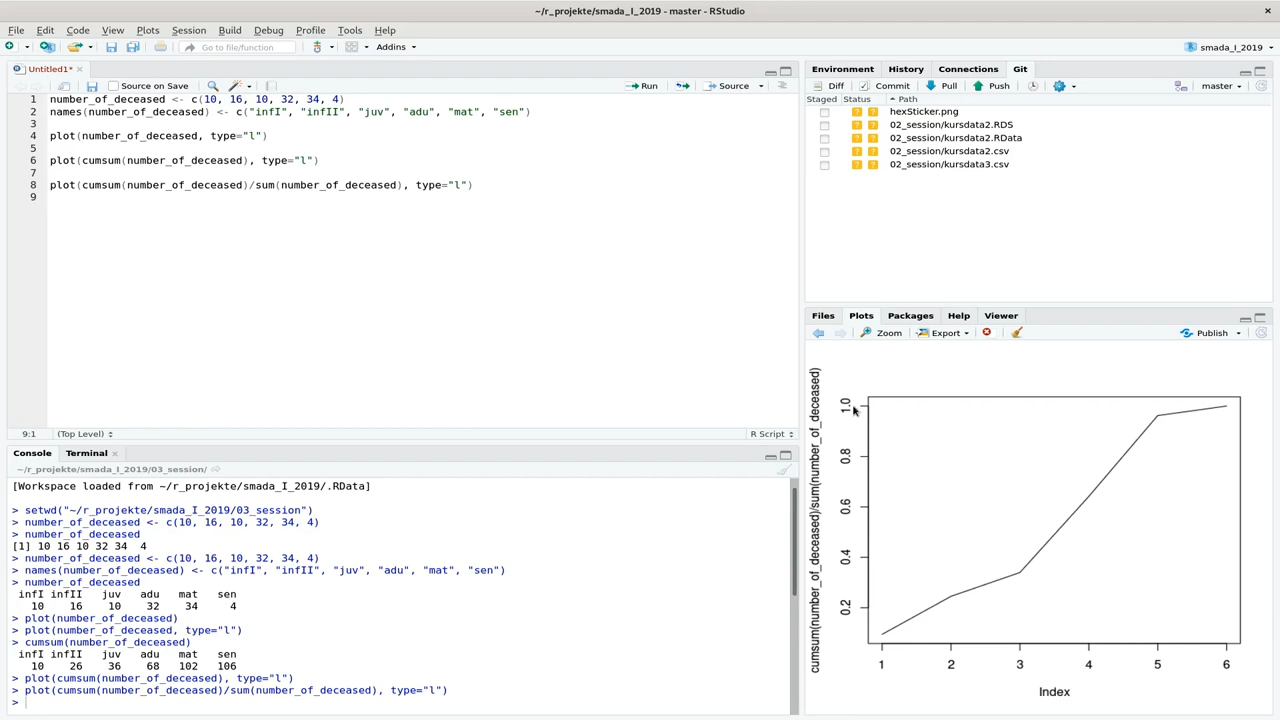 ~/r_projekte/smada_I_2019 - master - RStudio
File Edit Code View Plots Session Build Debug Profile Tools Help
Go to file/function Addins smada_I_2019
Untitled1*
Source on Save Run Source
1 number_of_deceased <- c(10, 16, 10, 32, 34, 4)
2 names(number_of_deceased) <- c("infI", "infII", "juv", "adu", "mat", "sen")
3
4 plot(number_of_deceased, type="l")
5
6 plot(cumsum(number_of_deceased), type="l")
7
8 plot(cumsum(number_of_deceased)/sum(number_of_deceased), type="l")
9
9:1 (Top Level) R Script
Console Terminal
~/r_projekte/smada_I_2019/03_session/
[Workspace loaded from ~/r_projekte/smada_I_2019/.RData]
> setwd("~/r_projekte/smada_I_2019/03_session")
> number_of_deceased <- c(10, 16, 10, 32, 34, 4)
> number_of_deceased
[1] 10 16 10 32 34  4
> number_of_deceased <- c(10, 16, 10, 32, 34, 4)
> names(number_of_deceased) <- c("infI", "infII", "juv", "adu", "mat", "sen")
> number_of_deceased
 infI infII   juv   adu   mat   sen
   10    16    10    32    34     4
> plot(number_of_deceased)
> plot(number_of_deceased, type="l")
> cumsum(number_of_deceased)
 infI infII   juv   adu   mat   sen
   10    26    36    68   102   106
> plot(cumsum(number_of_deceased), type="l")
> plot(cumsum(number_of_deceased)/sum(number_of_deceased), type="l")
>
Environment History Connections Git
Diff Commit Pull Push master
Staged Status Path
hexSticker.png
02_session/kursdata2.RDS
02_session/kursdata2.RData
02_session/kursdata2.csv
02_session/kursdata3.csv
Files Plots Packages Help Viewer
Zoom Export Publish
cumsum(number_of_deceased)/sum(number_of_deceased)
1.0
0.8
0.6
0.4
0.2
1 2 3 4 5 6
Index